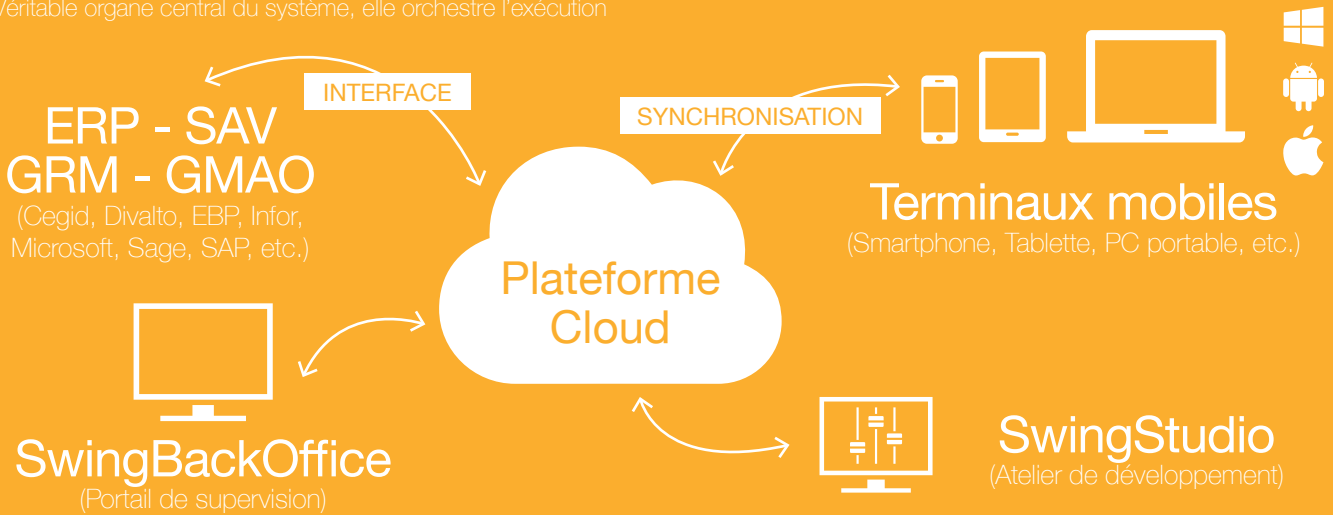 Véritable organe central du système, elle orchestre l'exécution
INTERFACE
SYNCHRONISATION
ERP - SAV
GRM - GMAO
(Cegid, Divalto, EBP, Infor,
Microsoft, Sage, SAP, etc.)
Terminaux mobiles
(Smartphone, Tablette, PC portable, etc.)
Plateforme
Cloud
SwingBackOffice
(Portail de supervision)
SwingStudio
(Atelier de développement)